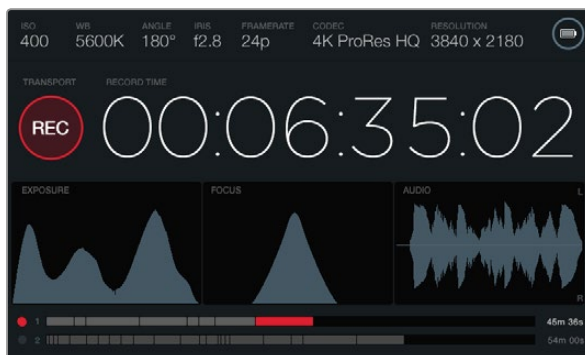 ISO WB ANGLE IRIS FRAMERATE CODEC RESOLUTION
400 5600K 180° f2.8 24p 4K ProRes HQ 3840 x 2180
TRANSPORT RECORD TIME
REC 00:06:35:02
EXPOSURE FOCUS AUDIO L
R
1 45m 36s
2 54m 00s